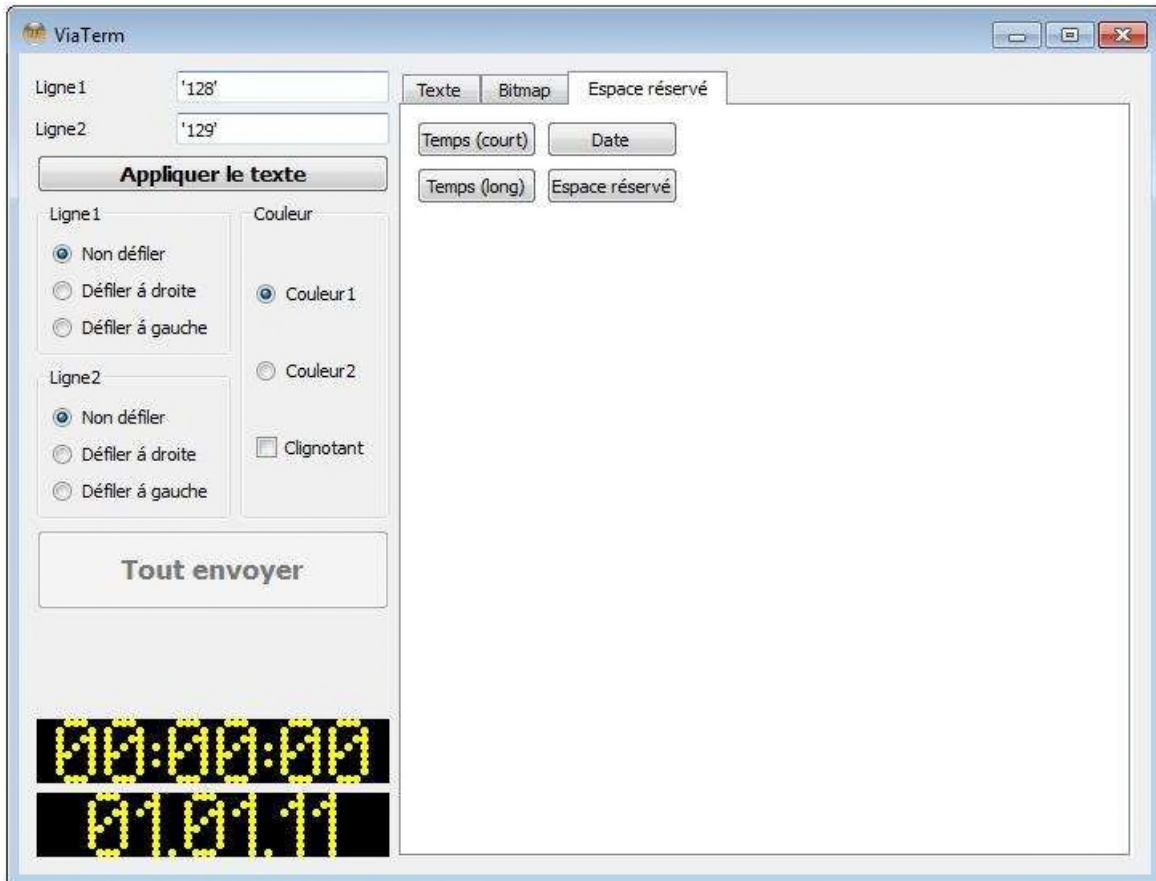 ViaTerm
Ligne1
'128'
Ligne2
'129'
Appliquer le texte
Ligne1
Non défiler
Défiler á droite
Défiler á gauche
Ligne2
Non défiler
Défiler á droite
Défiler á gauche
Couleur
Couleur1
Couleur2
Clignotant
Tout envoyer
00:00:00
01.01.11
Texte
Bitmap
Espace réservé
Temps (court)
Date
Temps (long)
Espace réservé